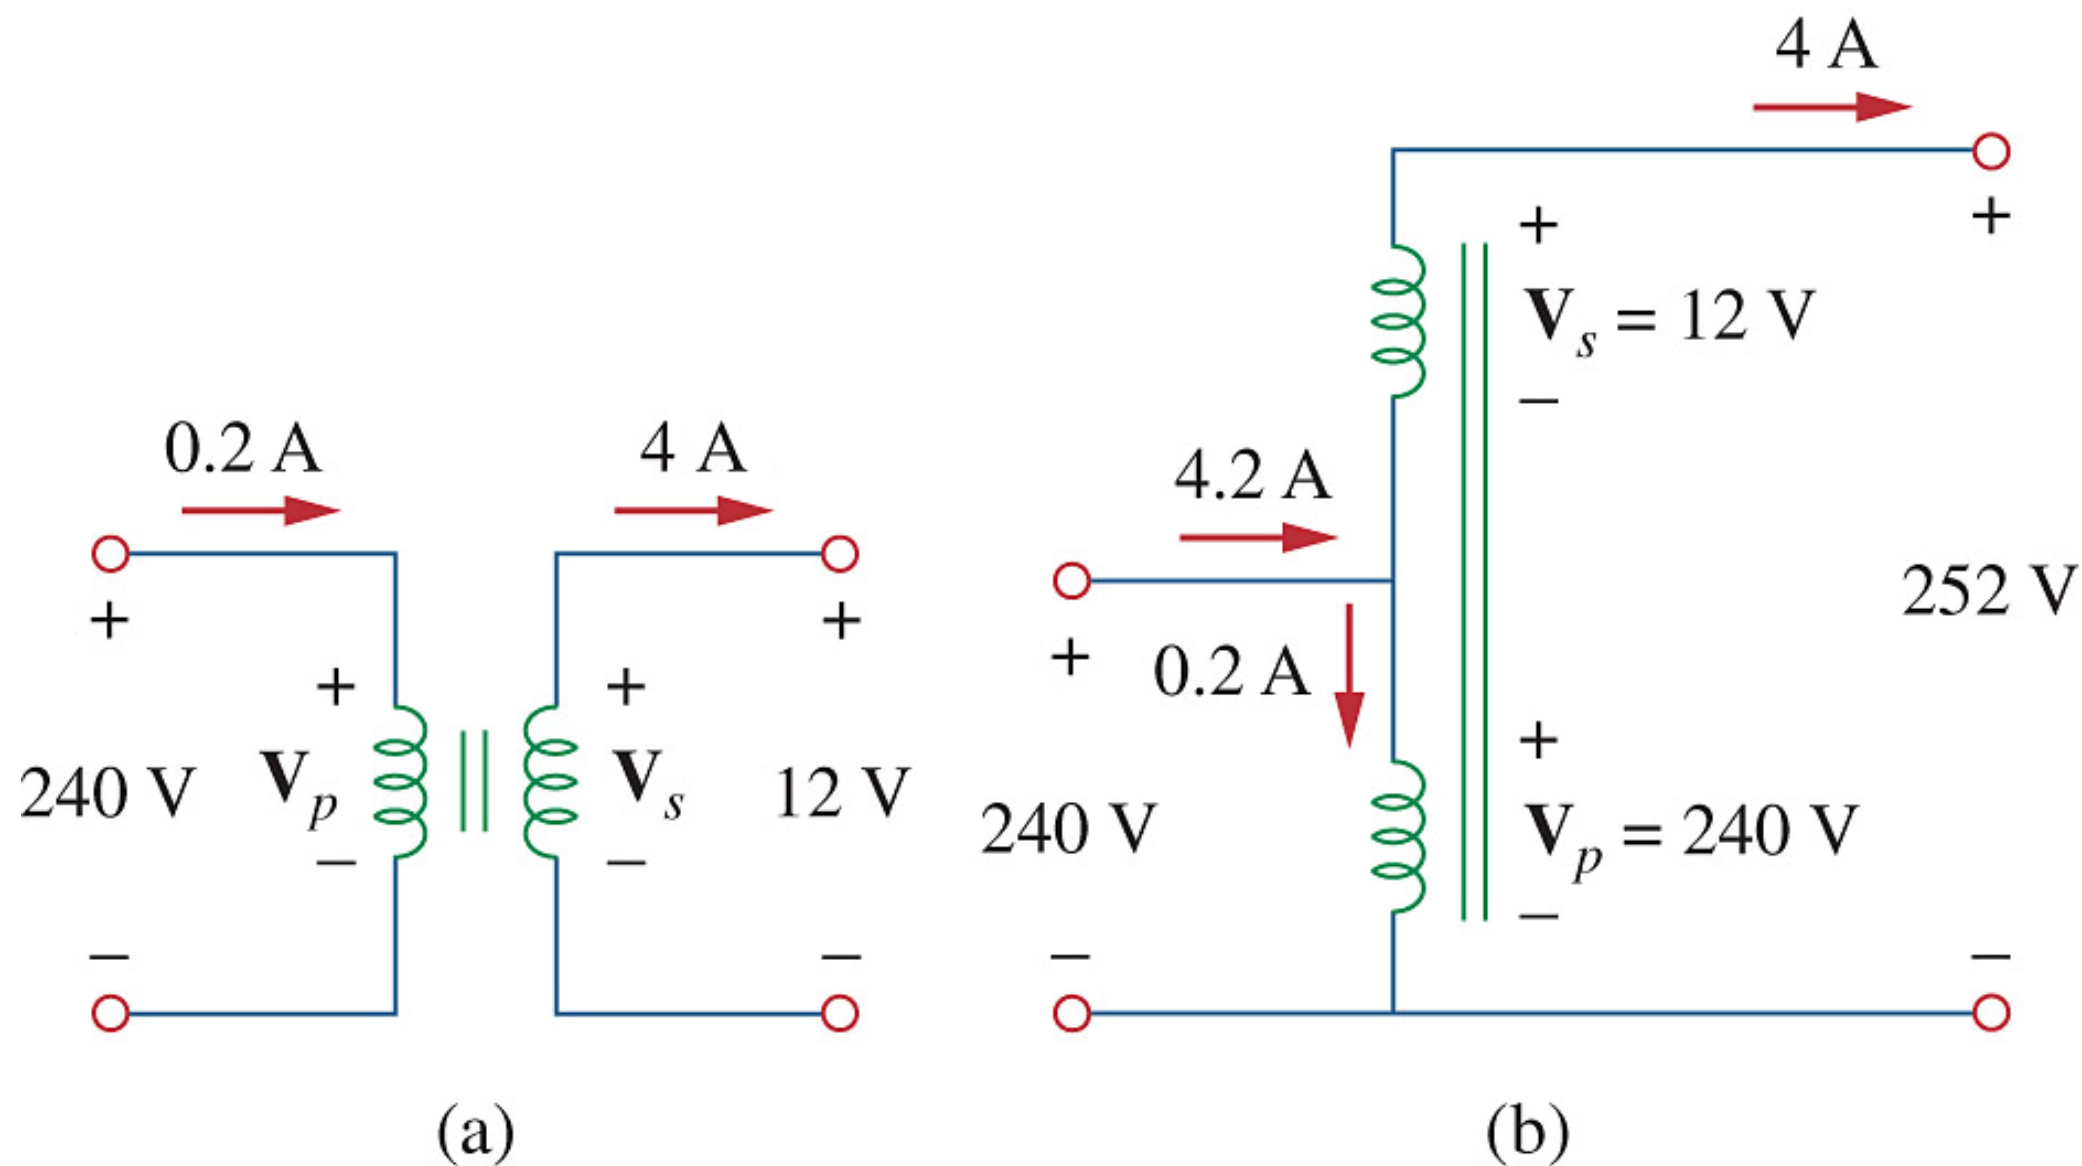 0.2 A
4 A
+
+
+
+
240 V
Vp
Vs
12 V
–
–
–
–
(a)
4 A
+
+
Vs = 12 V
–
4.2 A
+
0.2 A
252 V
+
240 V
Vp = 240 V
–
–
–
(b)